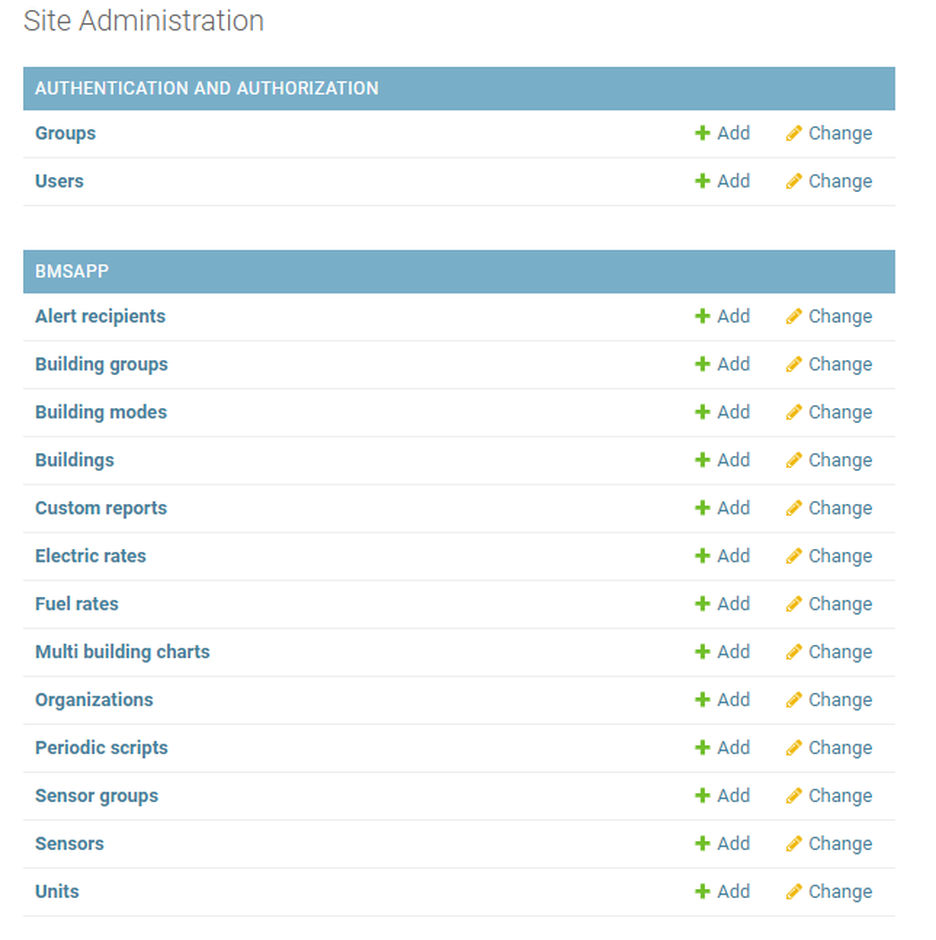 Site Administration
AUTHENTICATION AND AUTHORIZATION
Groups Add Change
Users Add Change
BMSAPP
Alert recipients Add Change
Building groups Add Change
Building modes Add Change
Buildings Add Change
Custom reports Add Change
Electric rates Add Change
Fuel rates Add Change
Multi building charts Add Change
Organizations Add Change
Periodic scripts Add Change
Sensor groups Add Change
Sensors Add Change
Units Add Change